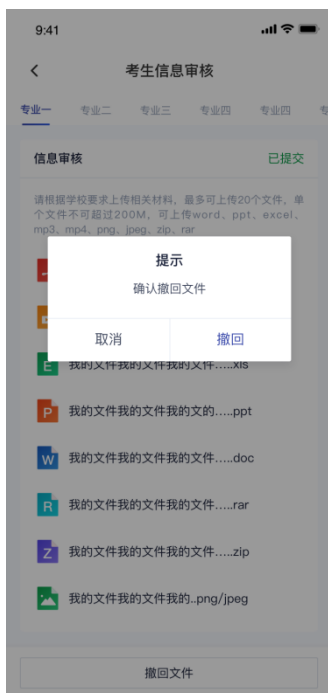 9:41
考生信息审核
专业一 专业二 专业三 专业四 专业四
信息审核 已提交
请根据学校要求上传相关材料，最多可上传20个文件，单
个文件不可超过200M，可上传word、ppt、excel、
mp3、mp4、png、jpeg、zip、rar
提示
确认撤回文件
取消 撤回
E 我的文件我的文件我的文件.....xls
P 我的文件我的文件我的文的.....ppt
W 我的文件我的文件我的文件.....doc
R 我的文件我的文件我的文件.....rar
Z 我的文件我的文件我的文件.....zip
我的文件我的文件我的..png/jpeg
撤回文件